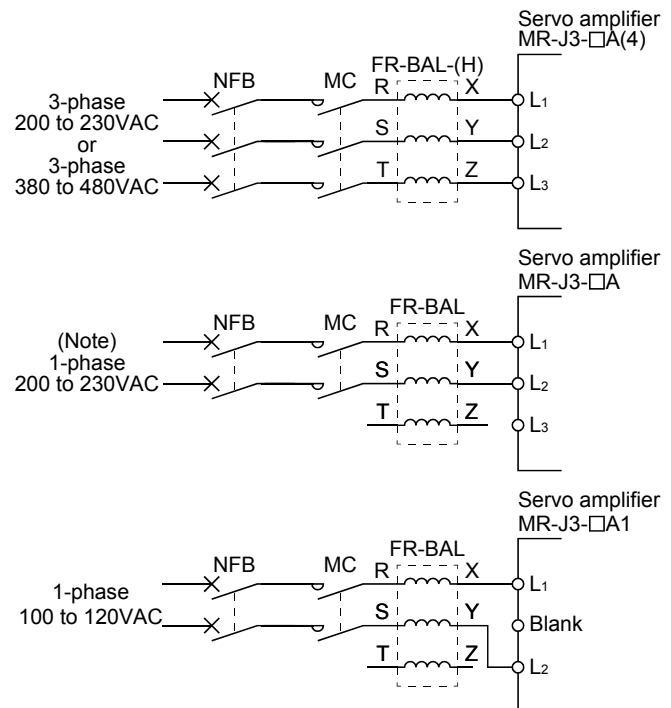 Servo amplifier
MR-J3-□A(4)
FR-BAL-(H)
NFB MC R X
3-phase
200 to 230VAC
or
3-phase
380 to 480VAC
L1
S Y L2
T Z L3
Servo amplifier
MR-J3-□A
FR-BAL
NFB MC R X
(Note)
1-phase
200 to 230VAC
L1
S Y L2
T Z L3
Servo amplifier
MR-J3-□A1
FR-BAL
NFB MC R X
1-phase
100 to 120VAC
L1
S Y Blank
T Z L2